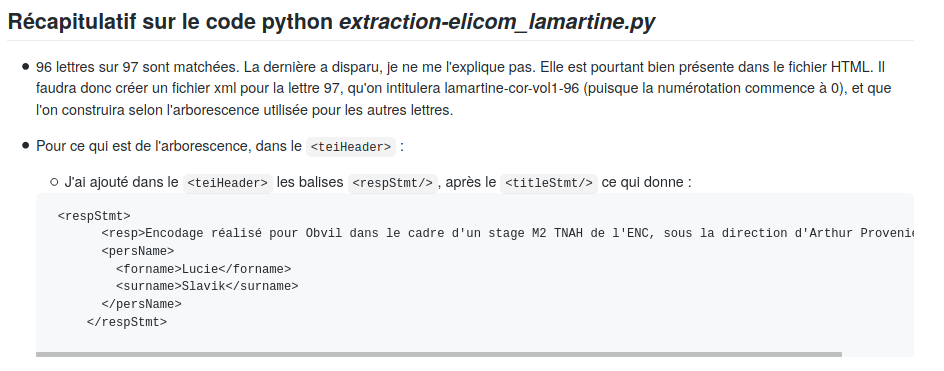 Récapitulatif sur le code python extraction-elicom_lamartine.py
96 lettres sur 97 sont matchées. La dernière a disparu, je ne me l'explique pas. Elle est pourtant bien présente dans le fichier HTML. Il
faudra donc créer un fichier xml pour la lettre 97, qu'on intitulera lamartine-cor-vol1-96 (puisque la numérotation commence à 0), et que
l'on construira selon l'arborescence utilisée pour les autres lettres.
Pour ce qui est de l'arborescence, dans le <teiHeader> :
J'ai ajouté dans le <teiHeader> les balises <respStmt/>, après le <titleStmt/> ce qui donne :
<respStmt>
<resp>Encodage réalisé pour Obvil dans le cadre d'un stage M2 TNAH de l'ENC, sous la direction d'Arthur
<persName>
<forname>Lucie</forname>
<surname>Slavik</surname>
</persName>
</respStmt>